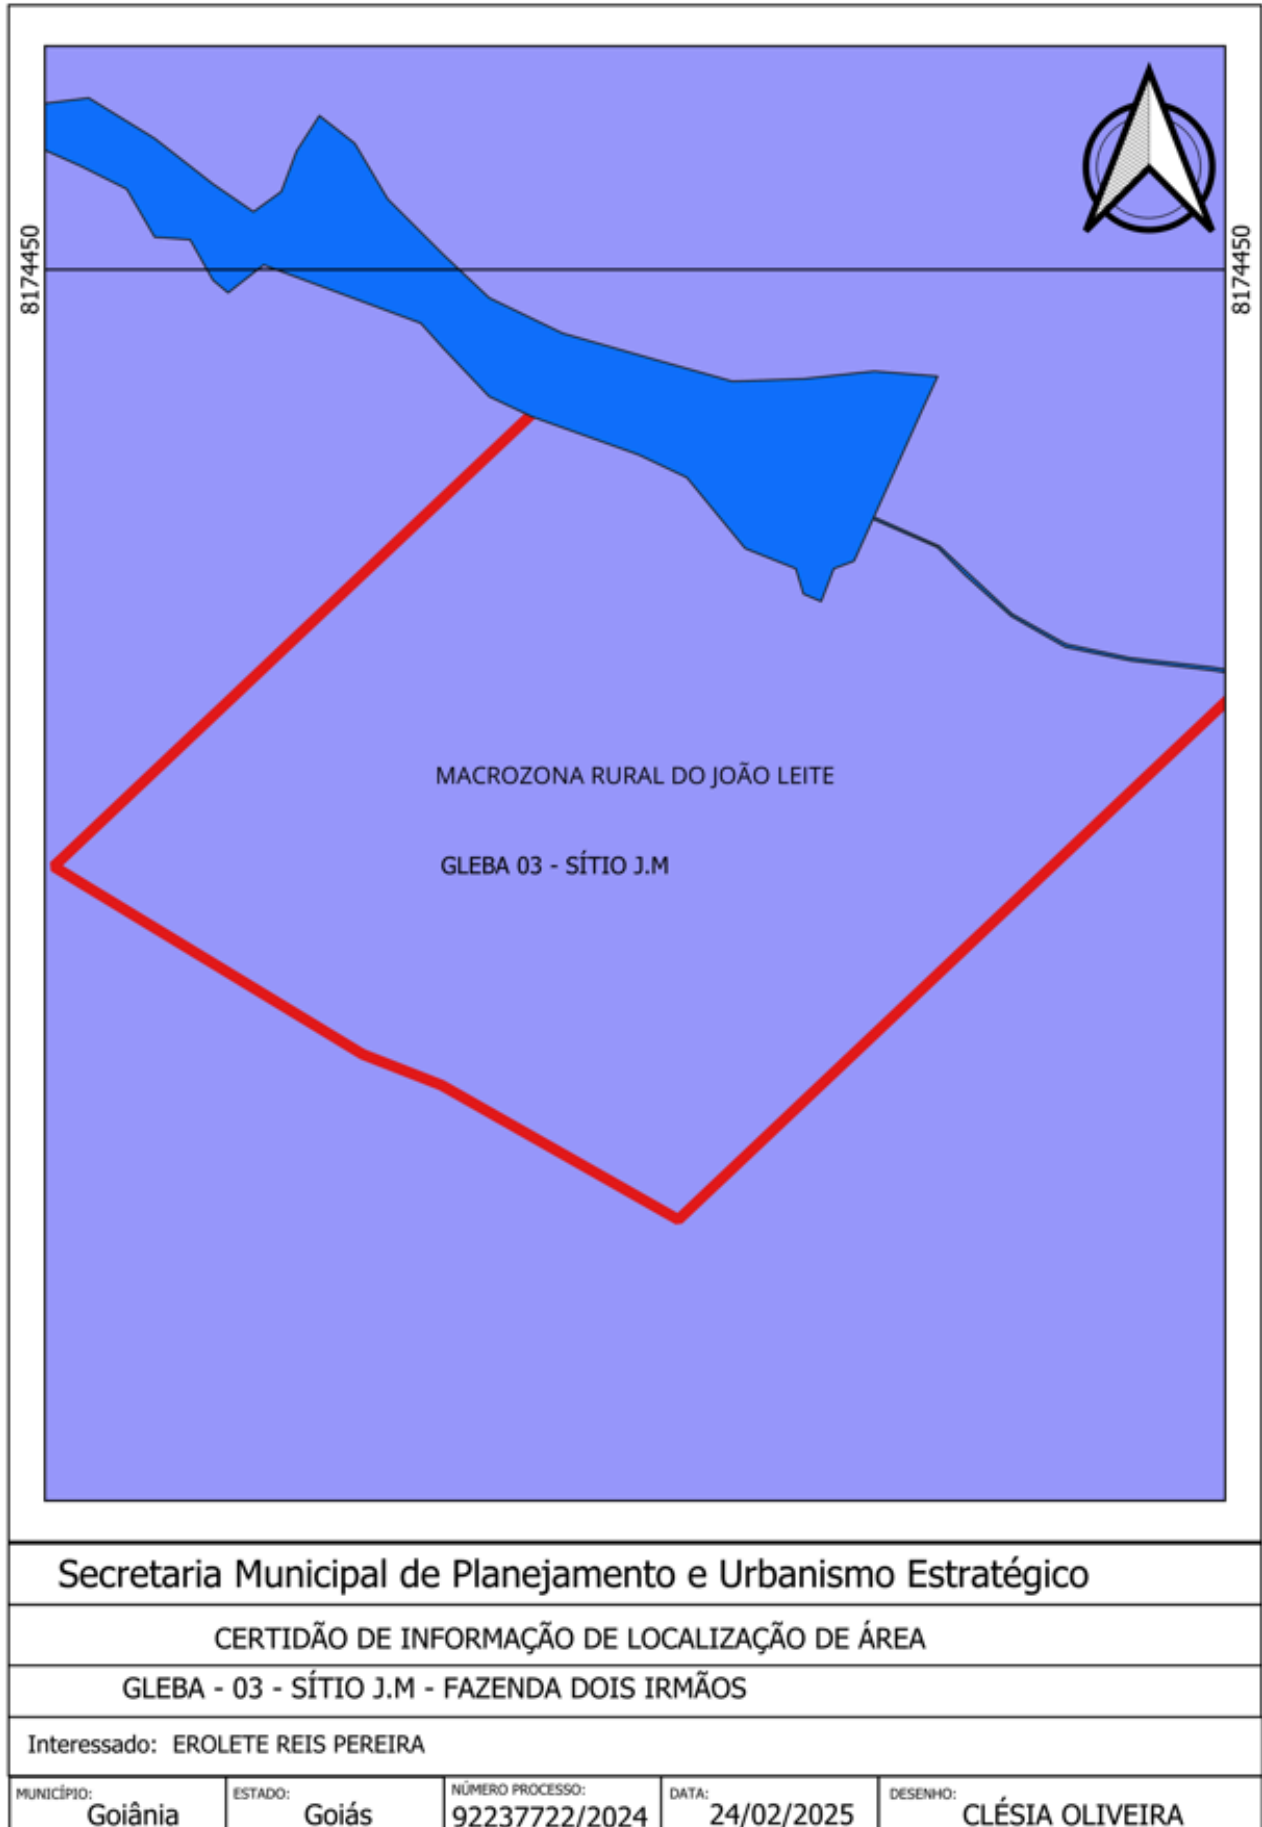 8174450
8174450
MACROZONA RURAL DO JOÃO LEITE
GLEBA 03 - SÍTIO J.M
Secretaria Municipal de Planejamento e Urbanismo Estratégico
CERTIDÃO DE INFORMAÇÃO DE LOCALIZAÇÃO DE ÁREA
GLEBA - 03 - SÍTIO J.M - FAZENDA DOIS IRMÃOS
Interessado: EROLETE REIS PEREIRA
MUNICÍPIO:
Goiânia
ESTADO:
Goiás
NÚMERO PROCESSO:
92237722/2024
DATA:
24/02/2025
DESENHO:
CLÉSIA OLIVEIRA